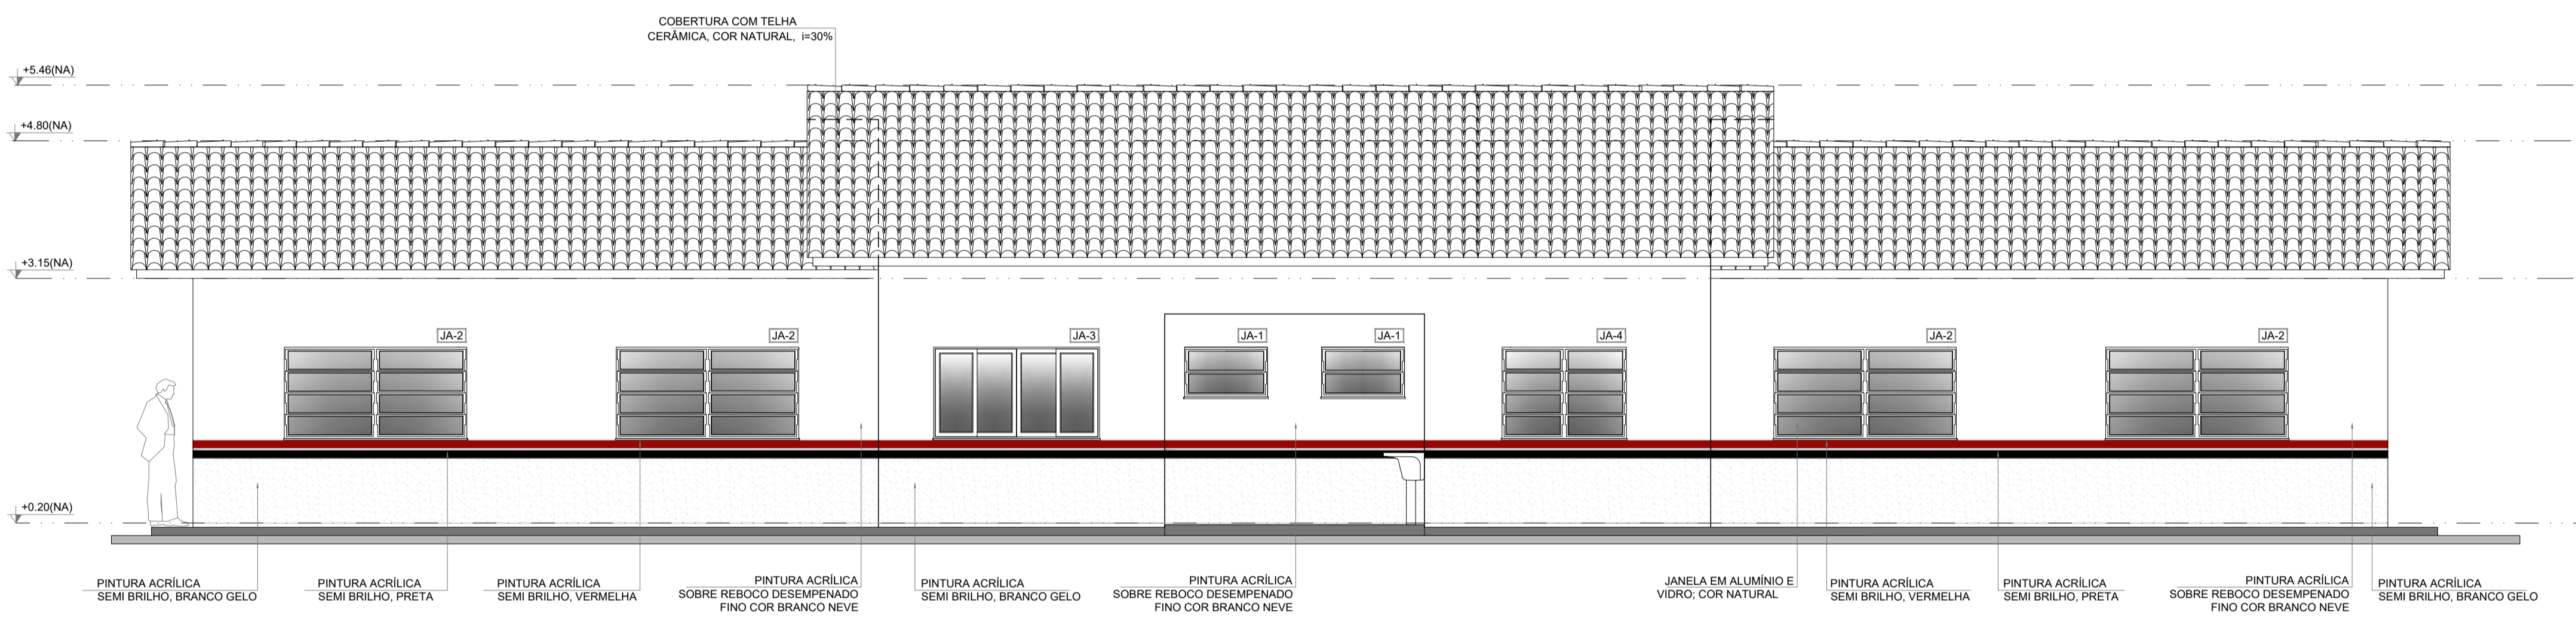 COBERTURA COM TELHA
CERÂMICA, COR NATURAL, i=30%
+5.46(NA)
+4.80(NA)
+3.15(NA)
JA-2
JA-2
JA-3
JA-1
JA-1
JA-4
JA-2
JA-2
+0.20(NA)
PINTURA ACRÍLICA
SEMI BRILHO, BRANCO GELO
PINTURA ACRÍLICA
SEMI BRILHO, PRETA
PINTURA ACRÍLICA
SEMI BRILHO, VERMELHA
PINTURA ACRÍLICA
SOBRE REBOCO DESEMPENADO
FINO COR BRANCO NEVE
PINTURA ACRÍLICA
SEMI BRILHO, BRANCO GELO
PINTURA ACRÍLICA
SOBRE REBOCO DESEMPENADO
FINO COR BRANCO NEVE
JANELA EM ALUMÍNIO E
VIDRO; COR NATURAL
PINTURA ACRÍLICA
SEMI BRILHO, VERMELHA
PINTURA ACRÍLICA
SEMI BRILHO, PRETA
PINTURA ACRÍLICA
SOBRE REBOCO DESEMPENADO
FINO COR BRANCO NEVE
PINTURA ACRÍLICA
SEMI BRILHO, BRANCO GELO